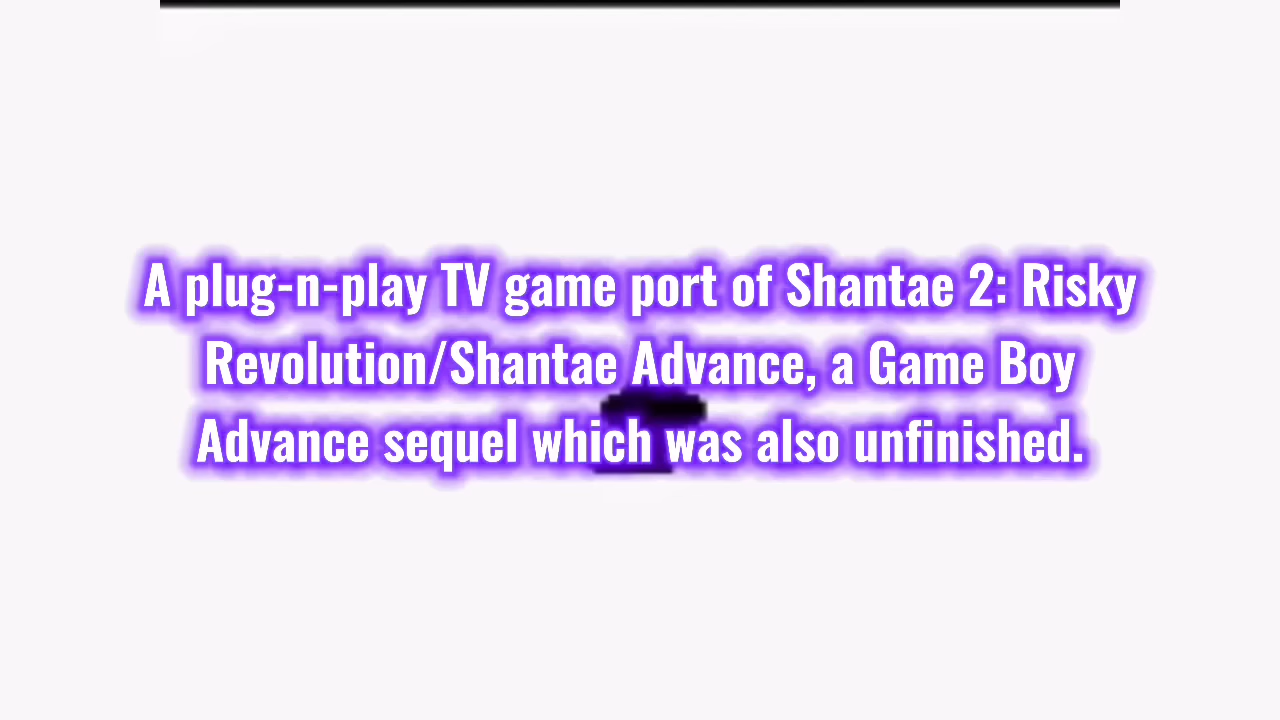 A plug-n-play TV game port of Shantae 2: Risky
Revolution/Shantae Advance, a Game Boy
Advance sequel which was also unfinished.